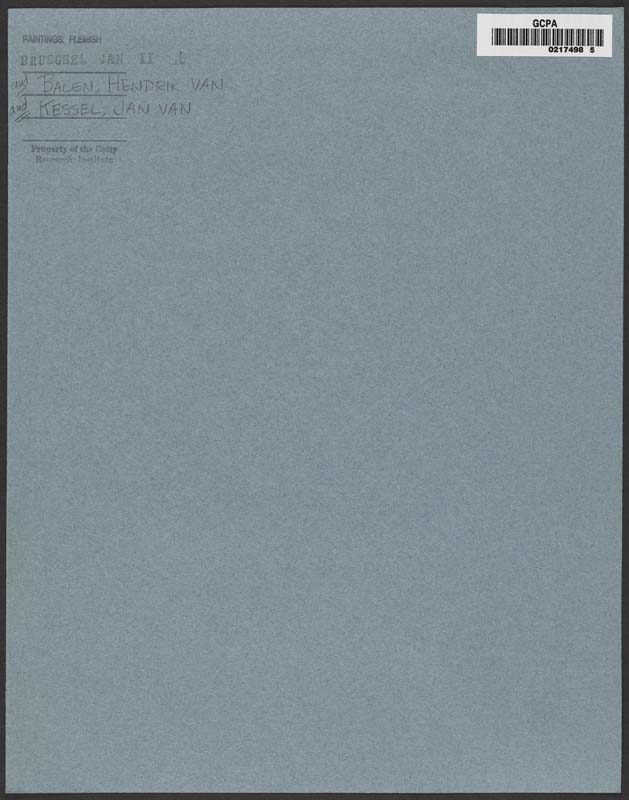 GCPA
0217498 5
PAINTINGS: FLEMISH
BRUEGHEL JAN II
and BALEN, HENDRIK VAN
and KESSEL, JAN VAN
Property of the Getty
Research Institute